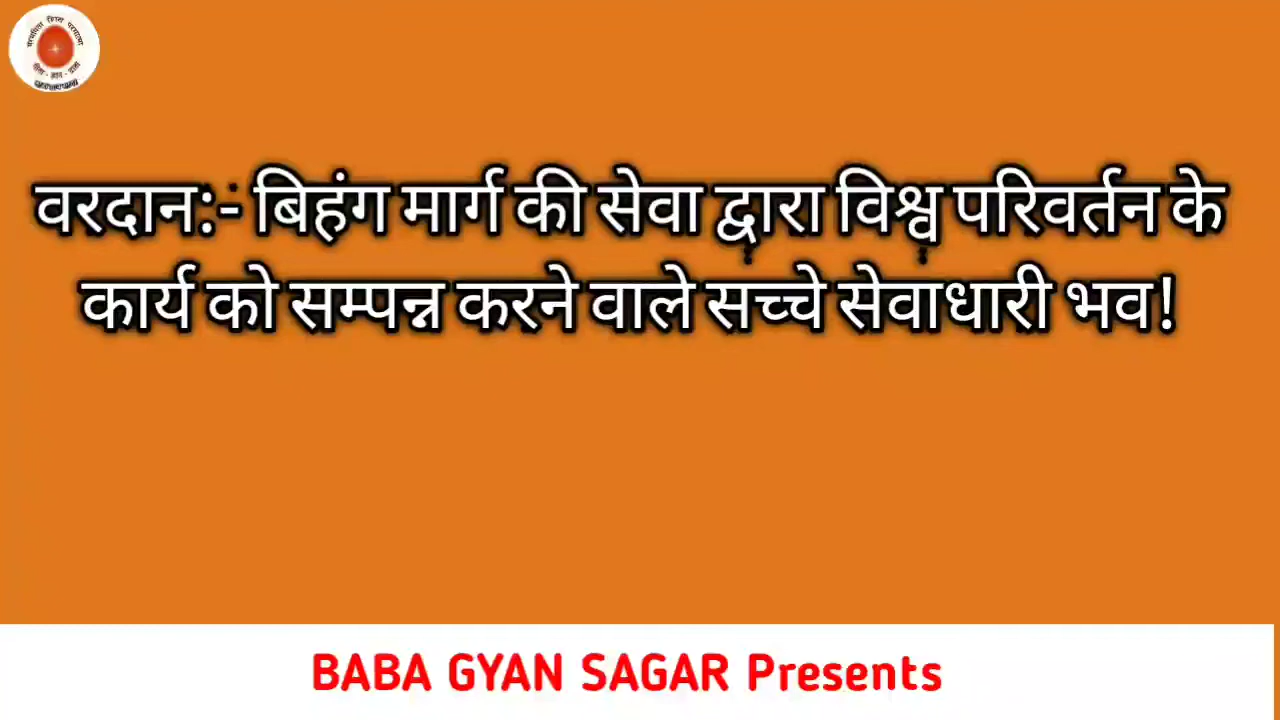 वरदान:- बिहंग मार्ग की सेवा द्वारा विश्व परिवर्तन के
कार्य को सम्पन्न करने वाले सच्चे सेवाधारी भव!
BABA GYAN SAGAR Presents